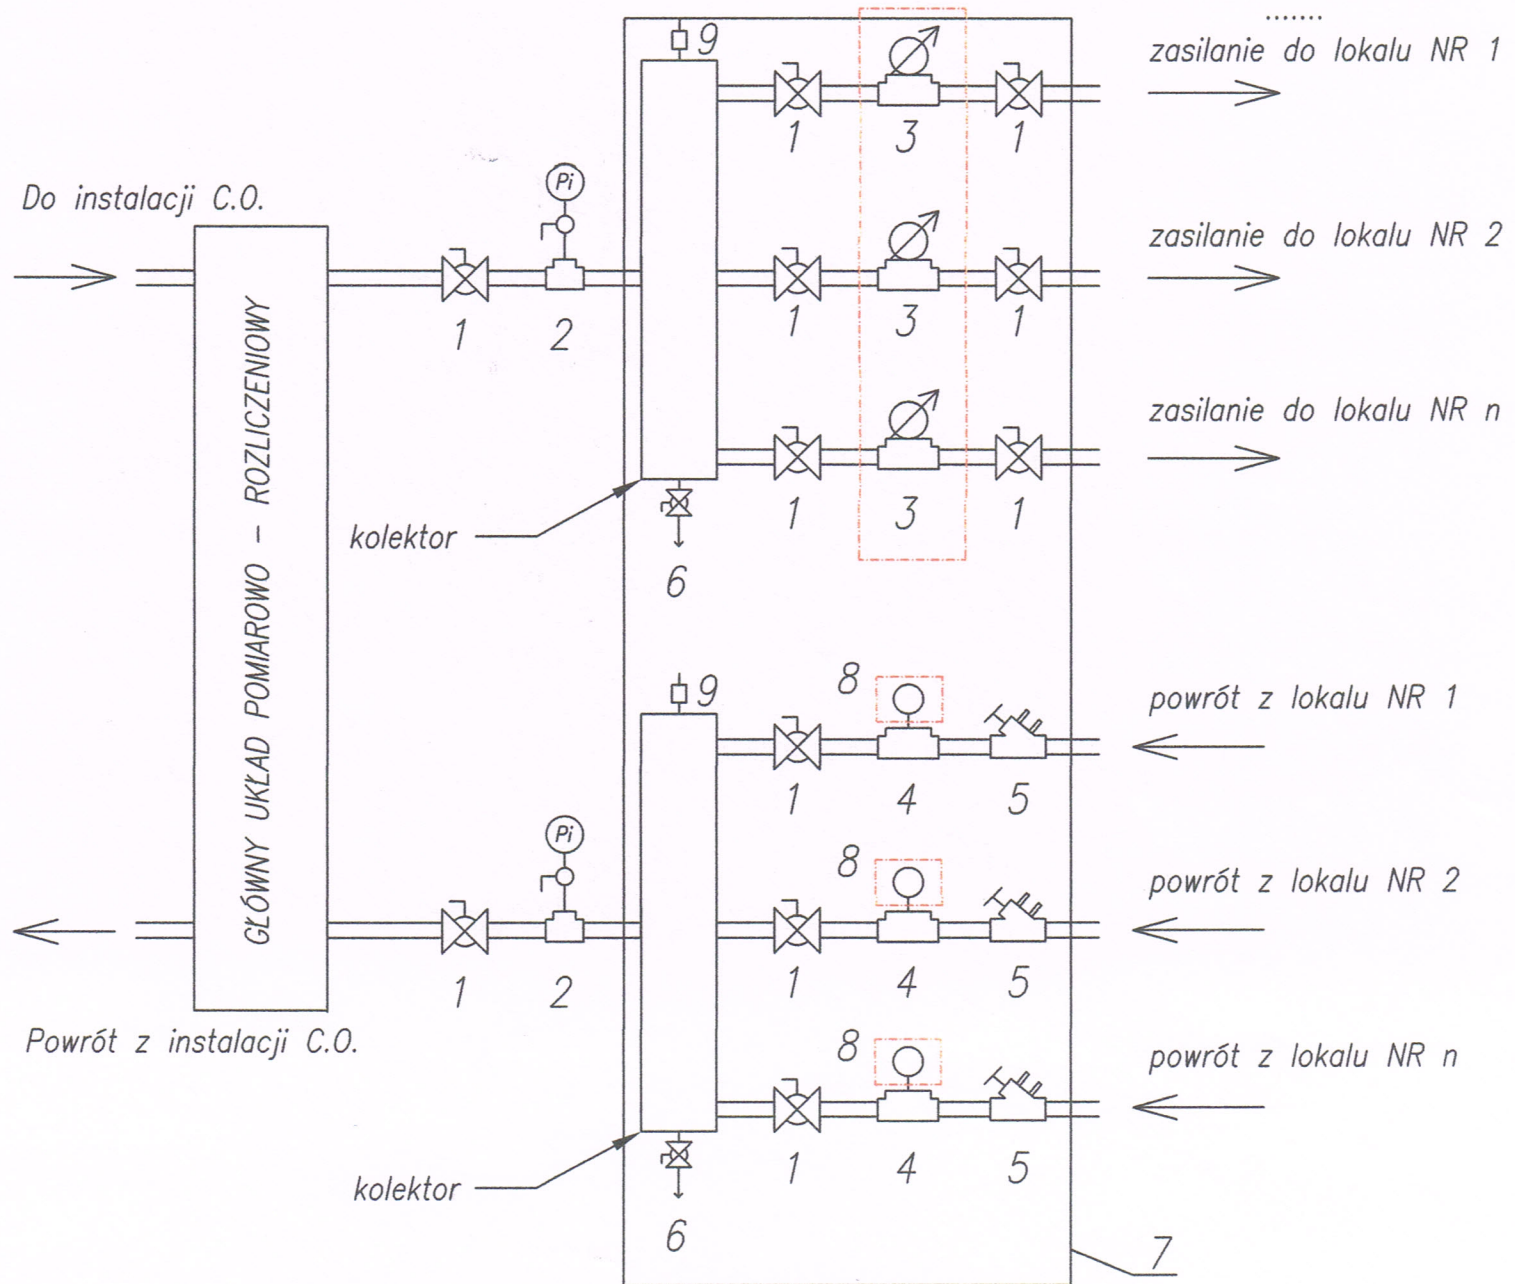 .......
9
zasilanie do lokalu NR 1
1 3 1
Pi
Do instalacji C.O.
zasilanie do lokalu NR 2
1 2 1 3 1
zasilanie do lokalu NR n
GŁÓWNY UKŁAD POMIAROWO - ROZLICZENIOWY
kolektor
1 3 1
6
8
9
powrót z lokalu NR 1
1 4 5
Pi
8
powrót z lokalu NR 2
1 2 1 4 5
Powrót z instalacji C.O.
8
powrót z lokalu NR n
1 4 5
kolektor
6
7